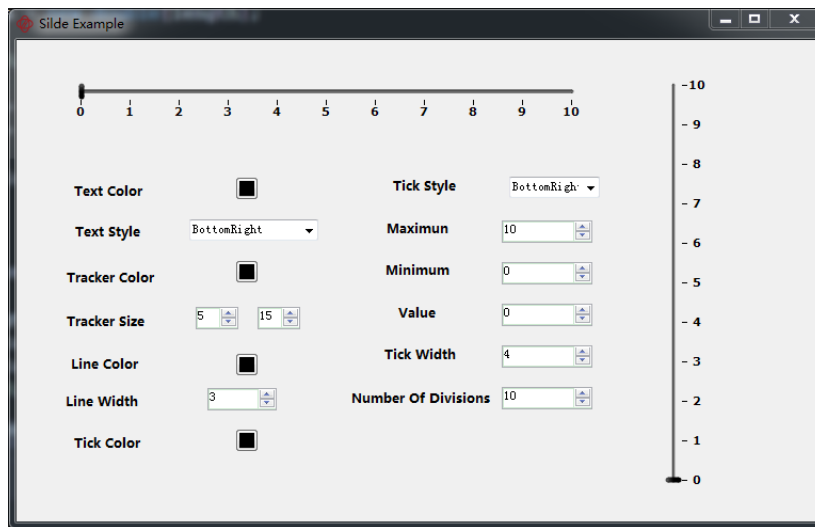 Silde Example
0 1 2 3 4 5 6 7 8 9 10
10
9
8
7
6
5
4
3
2
1
0
Text Color
Text Style BottomRight
Tracker Color
Tracker Size 5 15
Line Color
Line Width 3
Tick Color
Tick Style BottomRigh
Maximun 10
Minimum 0
Value 0
Tick Width 4
Number Of Divisions 10